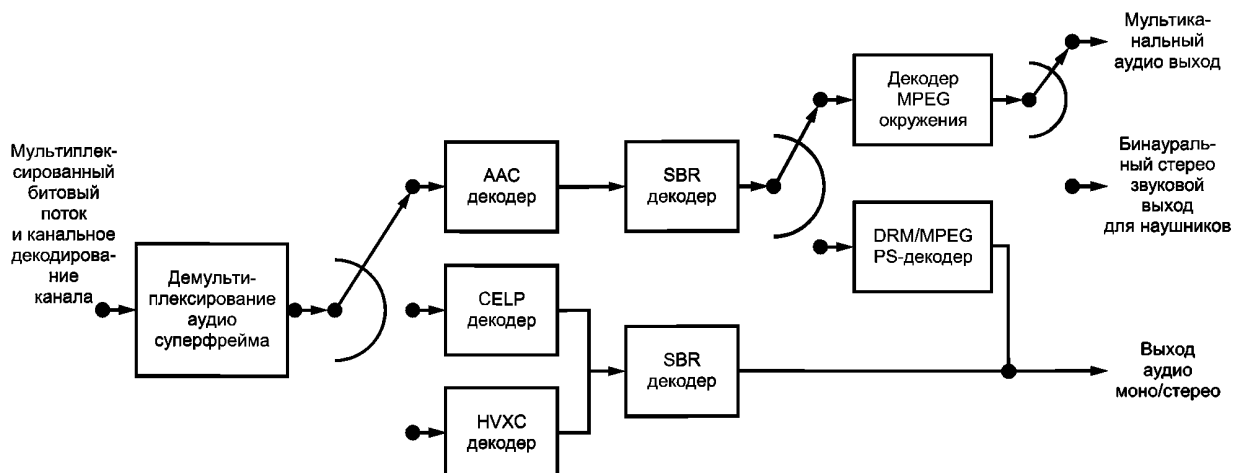 Мультиплек-
сированный
битовый
поток
и канальное
декодирова-
ние
канала
Демульти-
плексирование
аудио
суперфрейма
AAC
декодер
CELP
декодер
HVXC
декодер
SBR
декодер
SBR
декодер
Декодер
MPEG
окружения
DRM/MPEG
PS-декодер
Мультика-
нальный
аудио выход
Бинаураль-
ный стерео
звуковой
выход
для наушников
Выход
аудио
моно/стерео